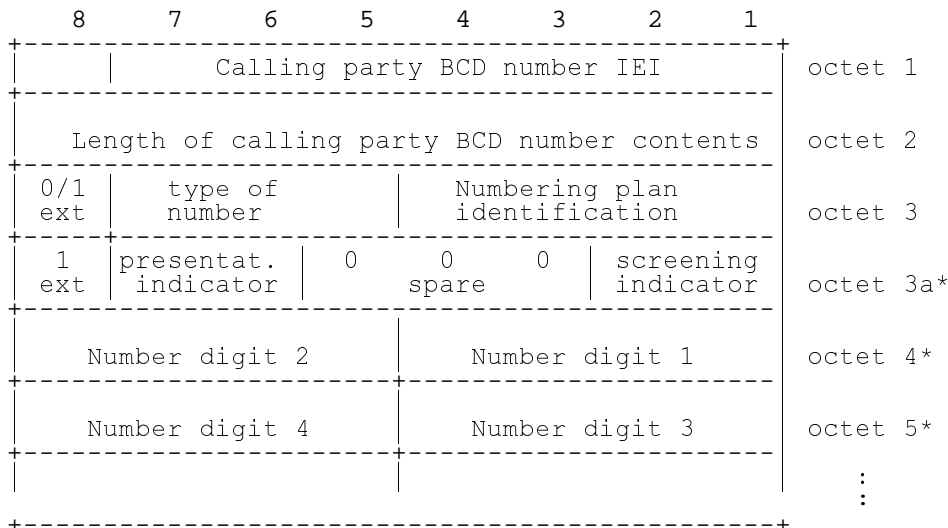 8 7 6 5 4 3 2 1
Calling party BCD number IEI octet 1
Length of calling party BCD number contents octet 2
0/1 type of Numbering plan
ext number identification octet 3
1 presentat. 0 0 0 screening
ext indicator spare indicator octet 3a*
Number digit 2 Number digit 1 octet 4*
Number digit 4 Number digit 3 octet 5*
:
: